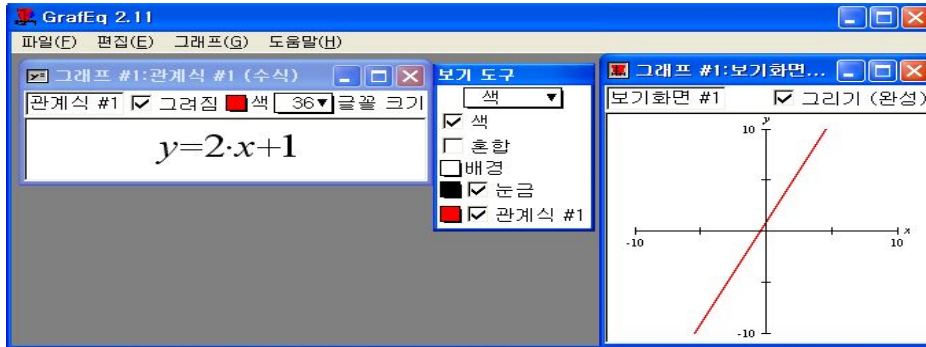 GrafEq 2.11
파일(F) 편집(E) 그래프(G) 도움말(H)
그래프 #1:관계식 #1 (수식)
관계식 #1 그려짐 색 36 글꼴 크기
y=2·x+1
보기 도구
색
색
혼합
배경
눈금
관계식 #1
그래프 #1:보기화면...
보기화면 #1 그리기 (완성)
y
10
x
-10 10
-10